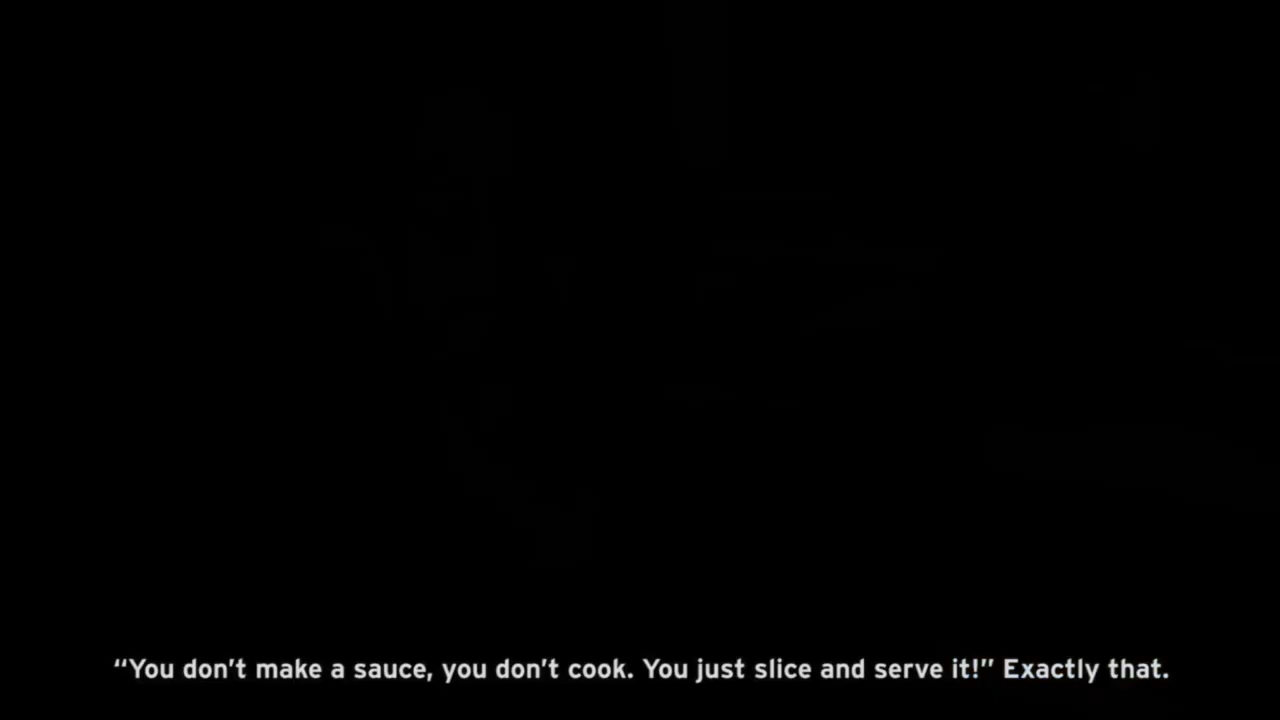 “You don’t make a sauce, you don’t cook. You just slice and serve it!” Exactly that.